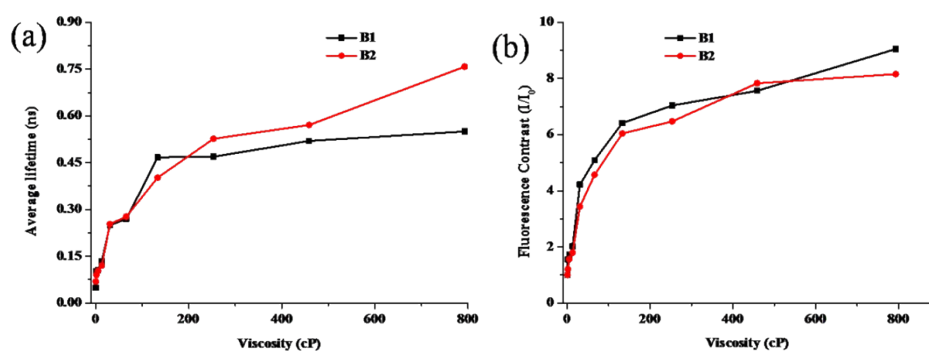 (a)
0.90
0.75
0.60
0.45
0.30
0.15
0.00
Average lifetime (ns)
B1
B2
0
200
400
600
800
Viscosity (cP)
(b)
10
8
6
4
2
0
Fluorescence Contrast (I/I₀)
B1
B2
0
200
400
600
800
Viscosity (cP)